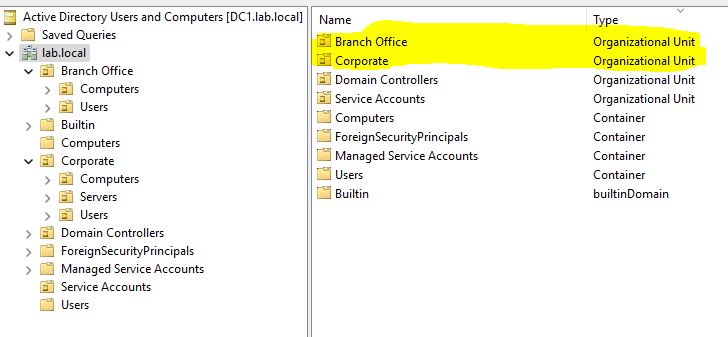 Active Directory Users and Computers [DC1.lab.local]
Saved Queries
lab.local
Branch Office
Computers
Users
Builtin
Computers
Corporate
Computers
Servers
Users
Domain Controllers
ForeignSecurityPrincipals
Managed Service Accounts
Service Accounts
Users
Name Type
Branch Office Organizational Unit
Corporate Organizational Unit
Domain Controllers Organizational Unit
Service Accounts Organizational Unit
Computers Container
ForeignSecurityPrincipals Container
Managed Service Accounts Container
Users Container
Builtin builtinDomain